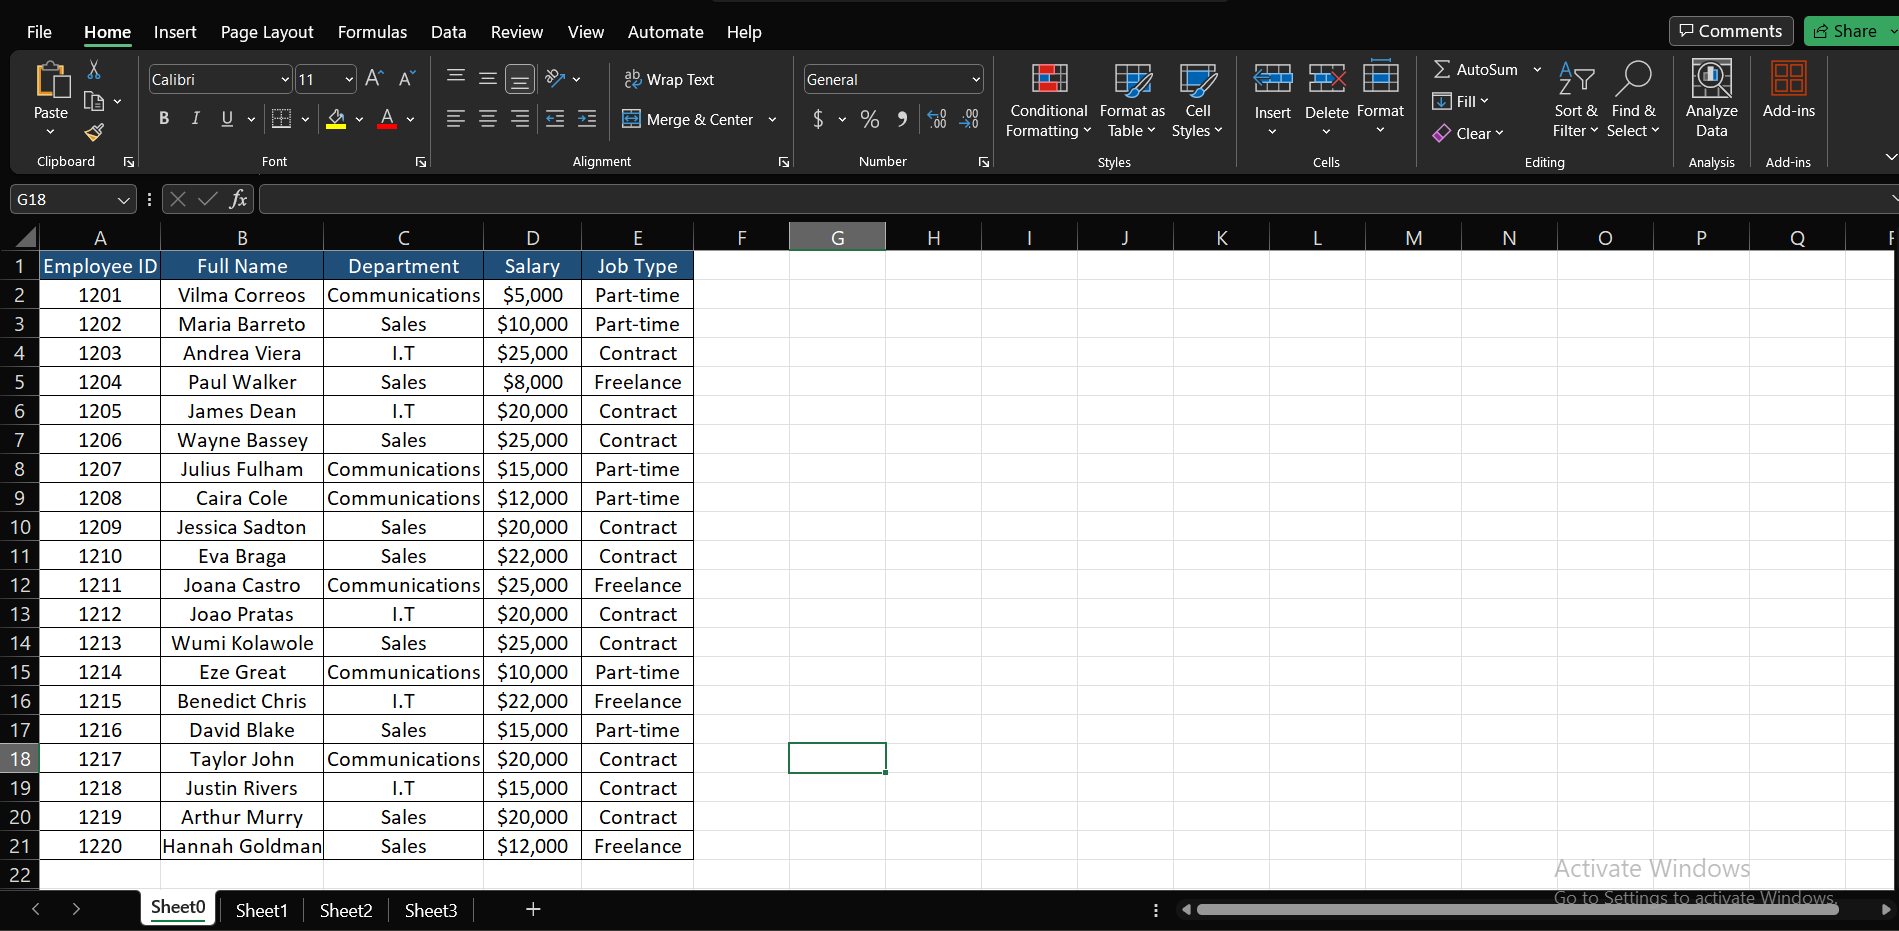 File Home Insert Page Layout Formulas Data Review View Automate Help Comments Share
Calibri 11 Wrap Text General AutoSum
Paste Conditional Format as Cell Insert Delete Format Fill Sort & Find & Analyze Add-ins
B I U A Merge & Center $ % Formatting Table Styles Clear Filter Select Data
Clipboard Font Alignment Number Styles Cells Editing Analysis Add-ins
G18 fx
A B C D E F G H I J K L M N O P Q
1 Employee ID Full Name Department Salary Job Type
2 1201 Vilma Correos Communications $5,000 Part-time
3 1202 Maria Barreto Sales $10,000 Part-time
4 1203 Andrea Viera I.T $25,000 Contract
5 1204 Paul Walker Sales $8,000 Freelance
6 1205 James Dean I.T $20,000 Contract
7 1206 Wayne Bassey Sales $25,000 Contract
8 1207 Julius Fulham Communications $15,000 Part-time
9 1208 Caira Cole Communications $12,000 Part-time
10 1209 Jessica Sadton Sales $20,000 Contract
11 1210 Eva Braga Sales $22,000 Contract
12 1211 Joana Castro Communications $25,000 Freelance
13 1212 Joao Pratas I.T $20,000 Contract
14 1213 Wumi Kolawole Sales $25,000 Contract
15 1214 Eze Great Communications $10,000 Part-time
16 1215 Benedict Chris I.T $22,000 Freelance
17 1216 David Blake Sales $15,000 Part-time
18 1217 Taylor John Communications $20,000 Contract
19 1218 Justin Rivers I.T $15,000 Contract
20 1219 Arthur Murry Sales $20,000 Contract
21 1220 Hannah Goldman Sales $12,000 Freelance
22
Activate Windows
Go to Settings to activate Windows.
Sheet0 Sheet1 Sheet2 Sheet3